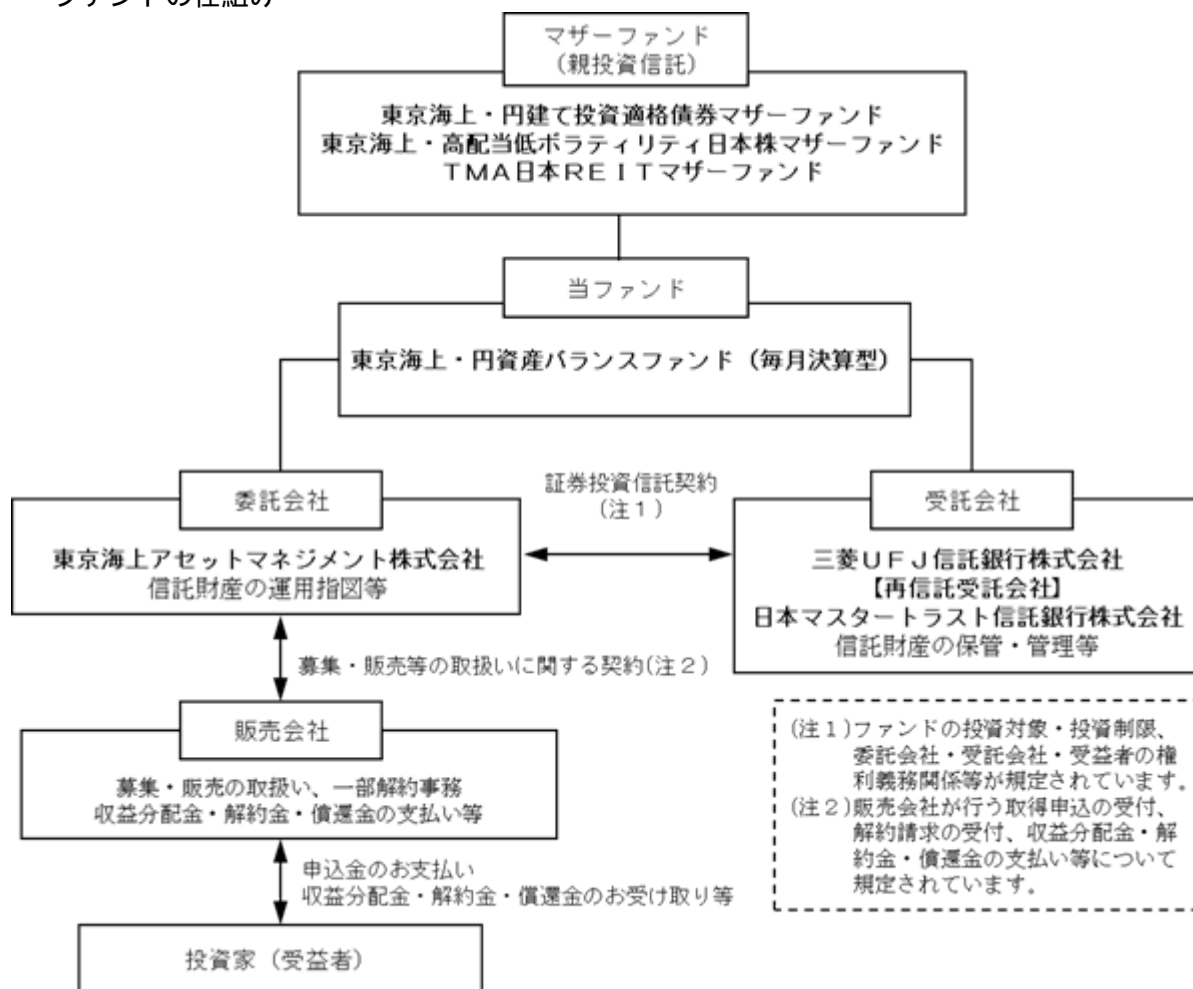 ファンドの仕組み
マザーファンド
（親投資信託）
東京海上・円建て投資適格債券マザーファンド
東京海上・高配当低ボラティリティ日本株マザーファンド
ＴＭＡ日本ＲＥＩＴマザーファンド
当ファンド
東京海上・円資産バランスファンド（毎月決算型）
委託会社
東京海上アセットマネジメント株式会社
信託財産の運用指図等
証券投資信託契約
（注１）
受託会社
三菱ＵＦＪ信託銀行株式会社
【再信託受託会社】
日本マスタートラスト信託銀行株式会社
信託財産の保管・管理等
募集・販売等の取扱いに関する契約(注２)
販売会社
募集・販売の取扱い、一部解約事務
収益分配金・解約金・償還金の支払い等
申込金のお支払い
収益分配金・解約金・償還金のお受け取り等
投資家（受益者）
(注１)ファンドの投資対象・投資制限、
委託会社・受託会社・受益者の権
利義務関係等が規定されています。
(注２)販売会社が行う取得申込の受付、
解約請求の受付、収益分配金・解
約金・償還金の支払い等について
規定されています。